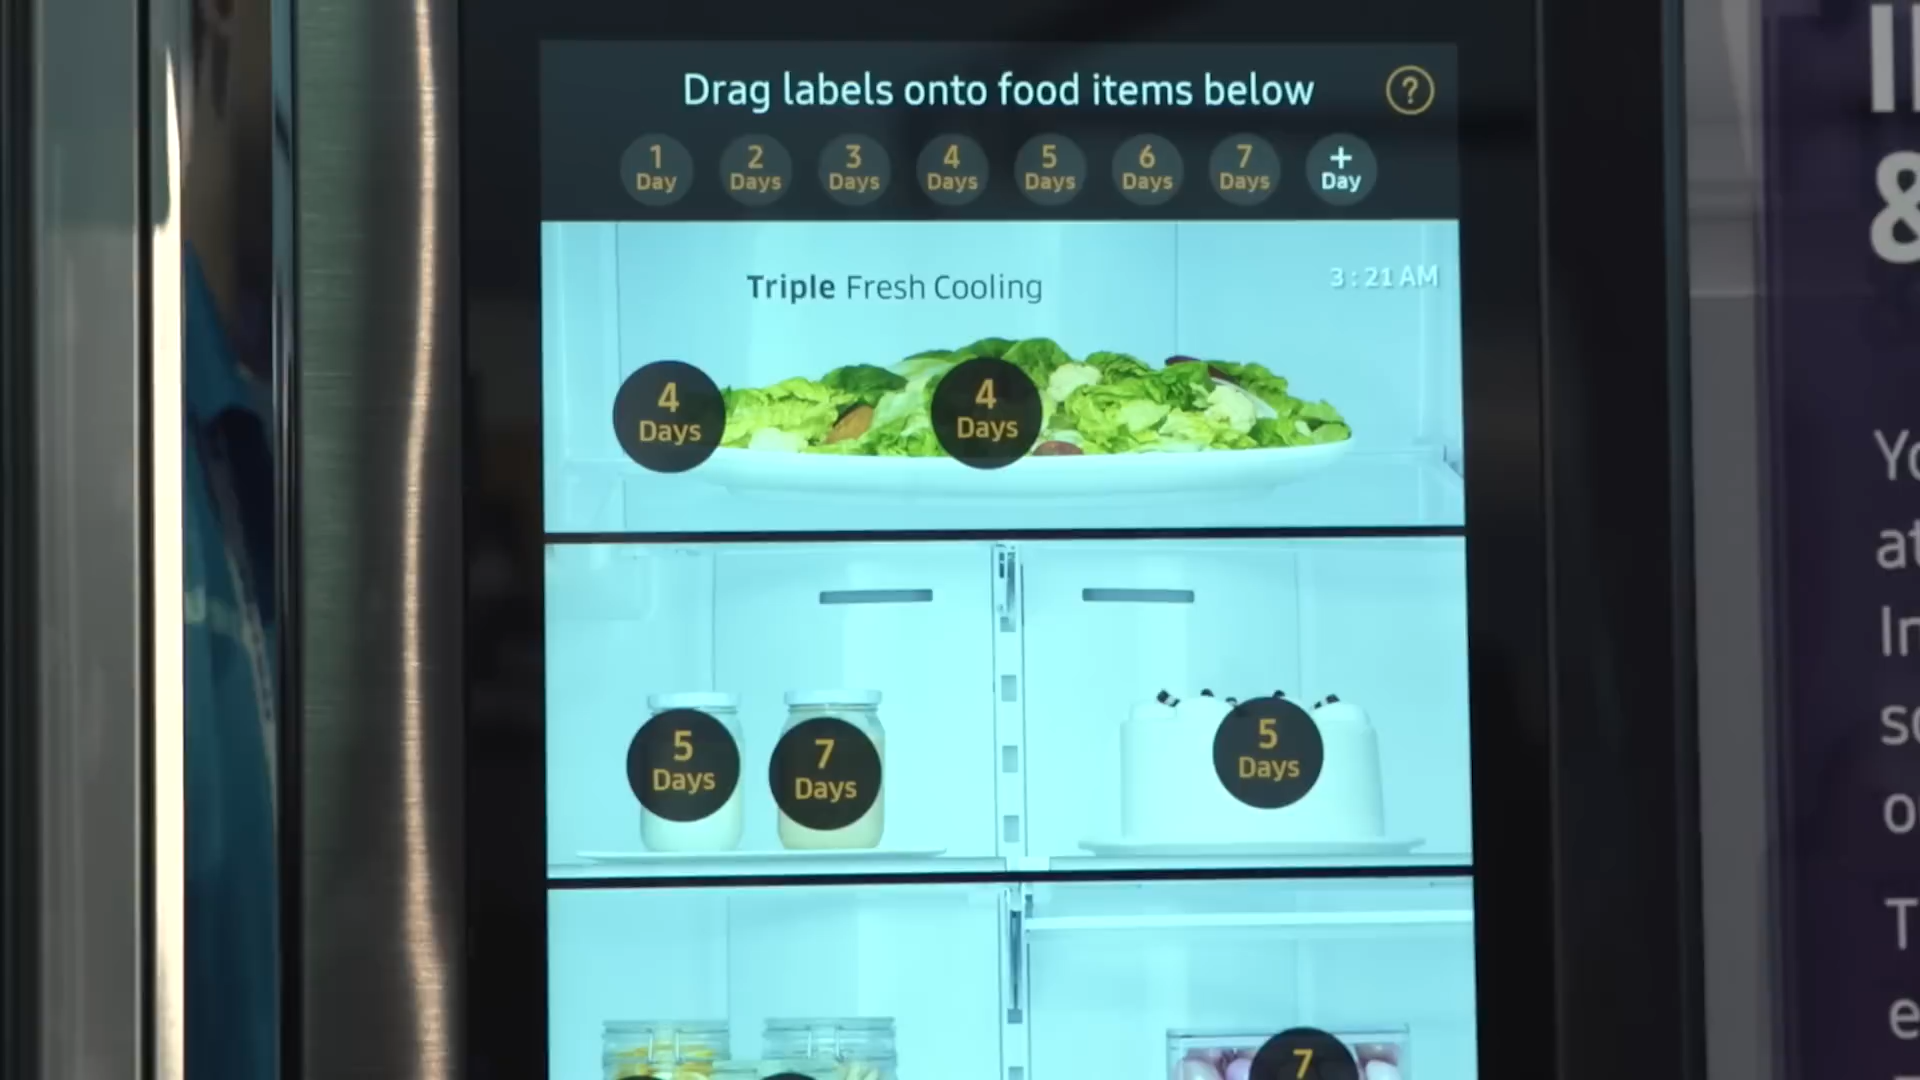 Drag labels onto food items below ?
1 Day
2 Days
3 Days
4 Days
5 Days
6 Days
7 Days
+ Day
Triple Fresh Cooling
3:21 AM
4 Days
4 Days
5 Days
7 Days
5 Days
7
&